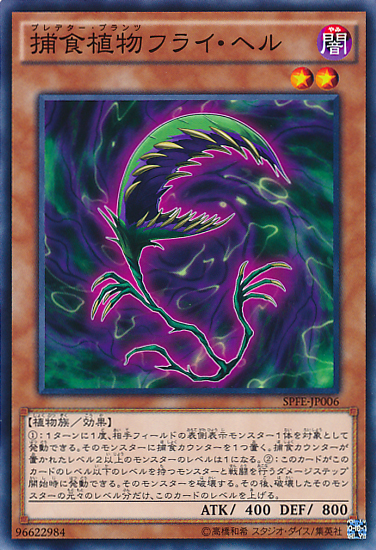 プレデター・プランツ
捕食植物フライ・ヘル
やみ
闇
SPFE-JP006
【植物族/効果】
①:1ターンに1度、相手フィールドの表側表示モンスター1体を対象として
発動できる。そのモンスターに捕食カウンターを1つ置く。捕食カウンターが
置かれたレベル2以上のモンスターのレベルは1になる。②:このカードがこの
カードのレベル以下のレベルを持つモンスターと戦闘を行うダメージステップ
開始時に発動できる。そのモンスターを破壊する。その後、破壊したそのモンス
ターの元々のレベル分だけ、このカードのレベルを上げる。
ATK/ 400 DEF/ 800
96622984
©高橋和希 スタジオ・ダイス/集英社